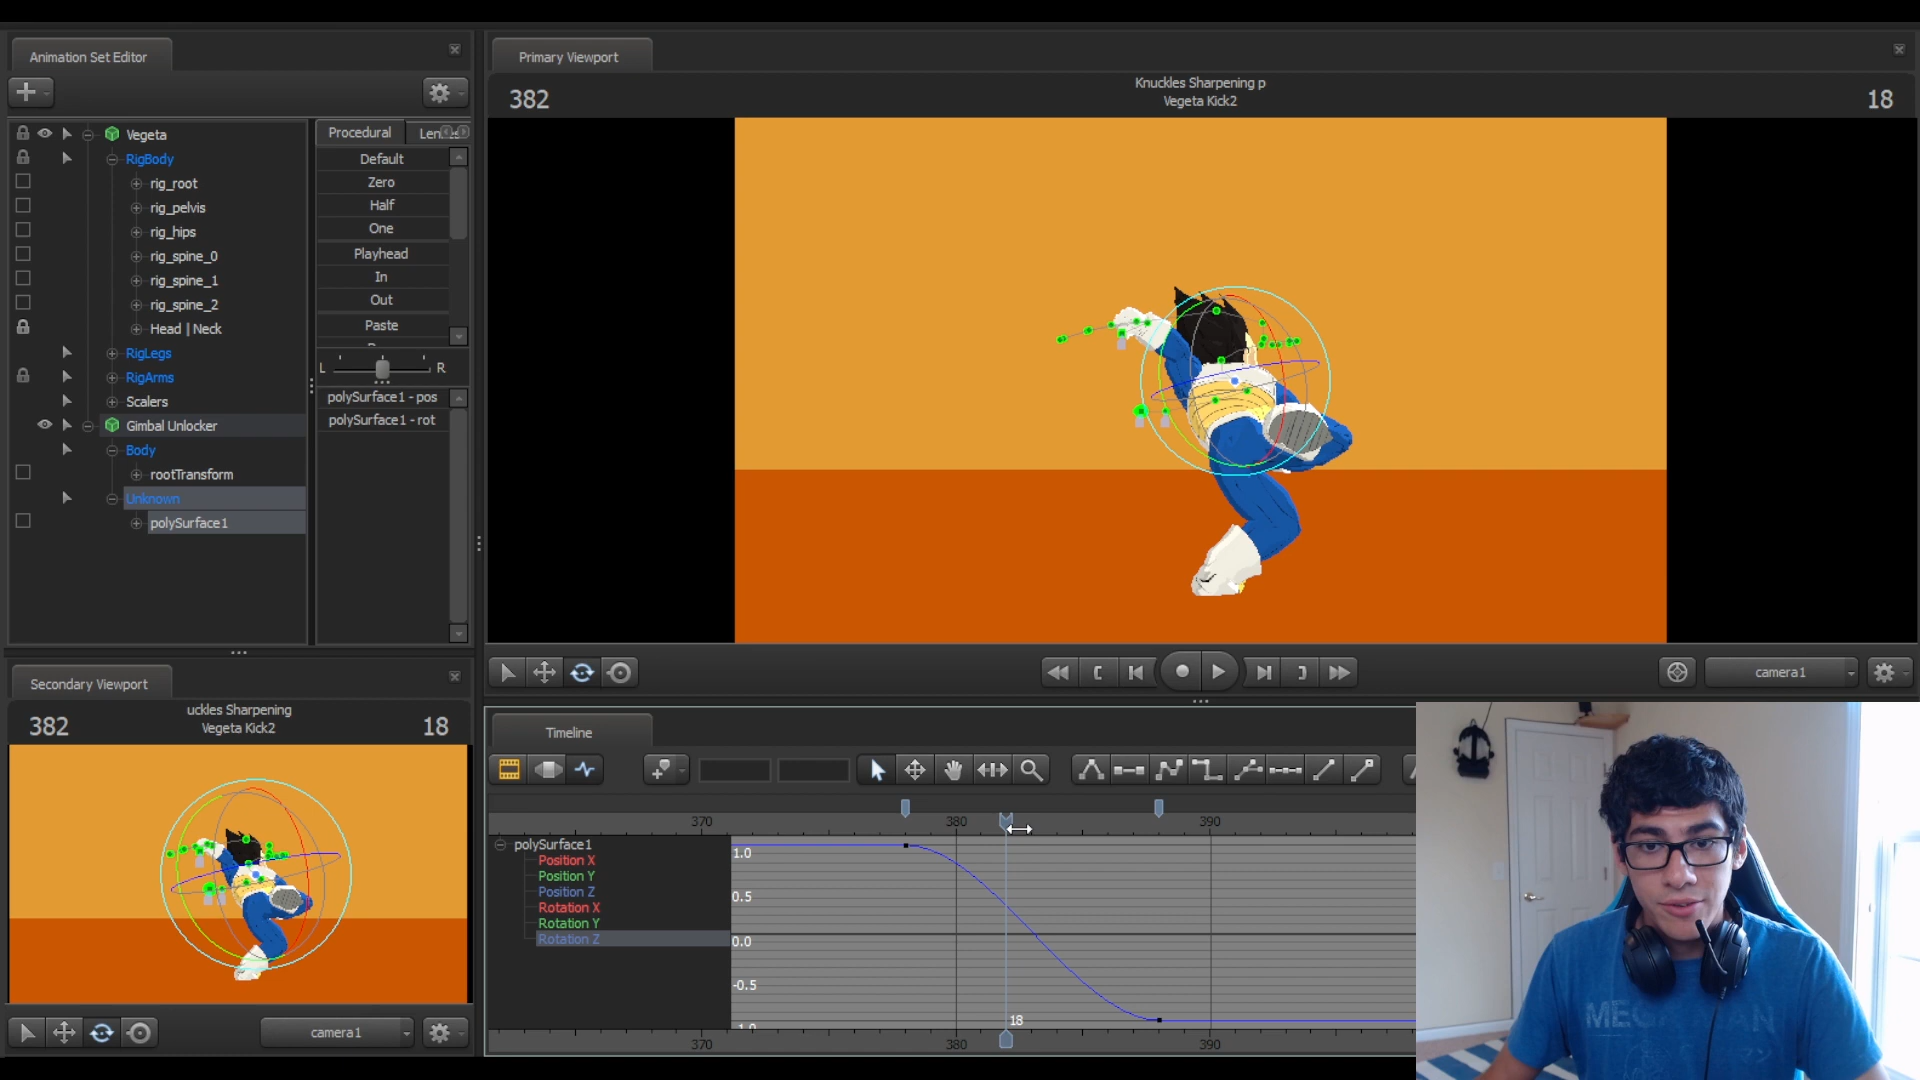 Animation Set Editor
Vegeta
RigBody
rig_root
rig_pelvis
rig_hips
rig_spine_0
rig_spine_1
rig_spine_2
Head | Neck
RigLegs
RigArms
Scalers
Gimbal Unlocker
Body
rootTransform
Unknown
polySurface1
Procedural
Default
Zero
Half
One
Playhead
In
Out
Paste
L R
polySurface1 - pos
polySurface1 - rot
Primary Viewport
382
Knuckles Sharpening p
Vegeta Kick2
18
camera1
Secondary Viewport
382
uckles Sharpening
Vegeta Kick2
18
camera1
Timeline
370 380 390
polySurface1
Position X
Position Y
Position Z
Rotation X
Rotation Y
Rotation Z
1.0
0.5
0.0
-0.5
18
370 380 390